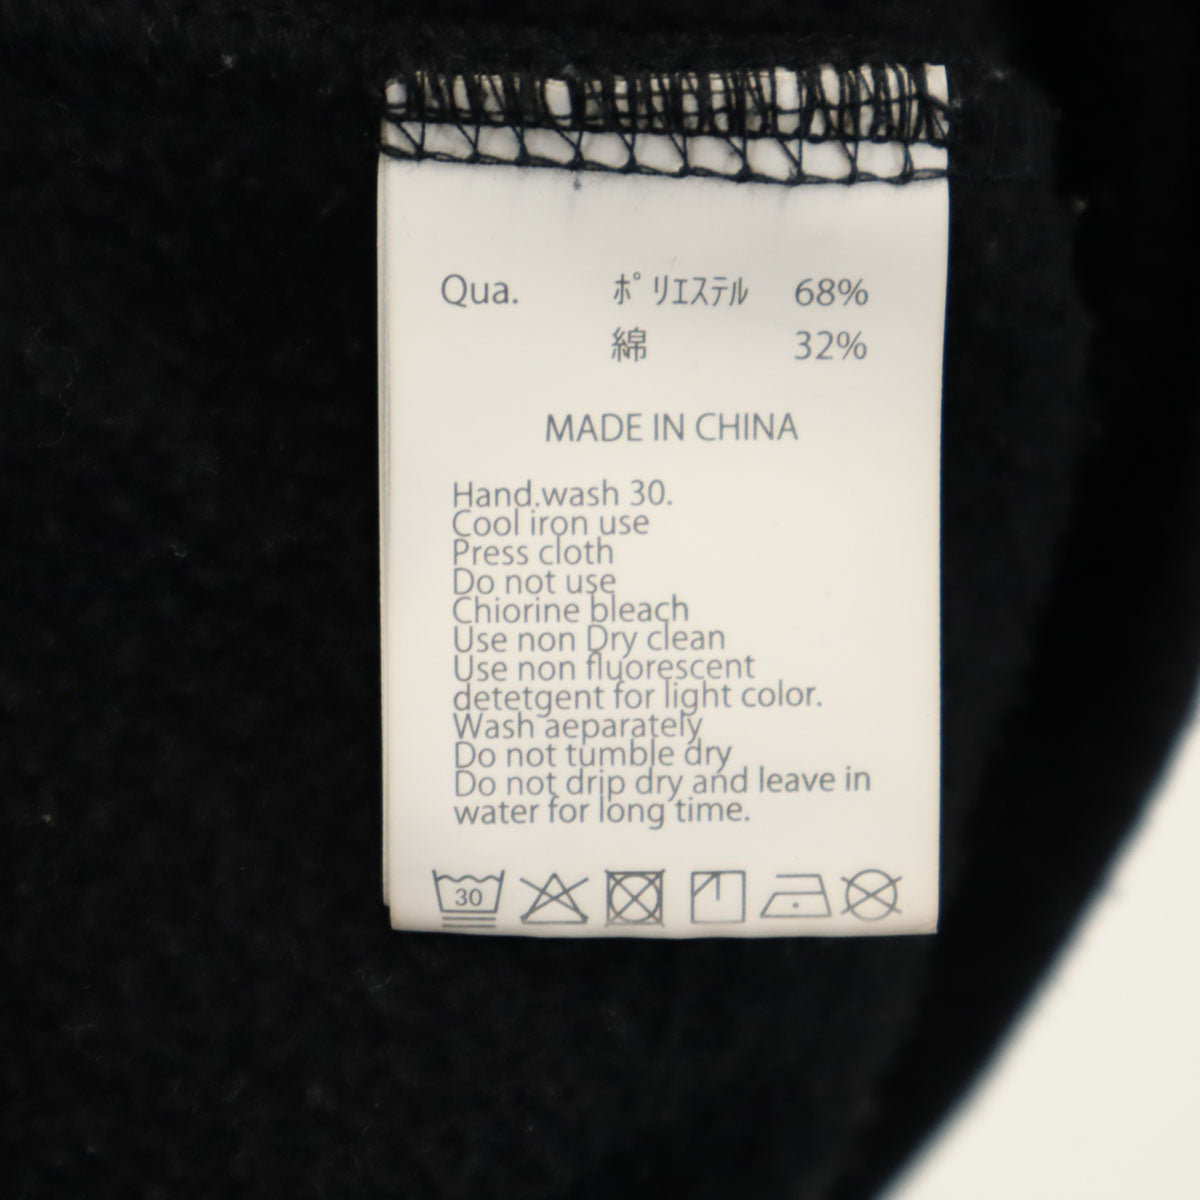 Qua. ﾎﾟﾘｴｽﾃﾙ 68%
綿 32%
MADE IN CHINA
Hand.wash 30.
Cool iron use
Press cloth
Do not use
Chiorine bleach
Use non Dry clean
Use non fluorescent
detetgent for light color.
Wash aeparately
Do not tumble dry
Do not drip dry and leave in
water for long time.
30